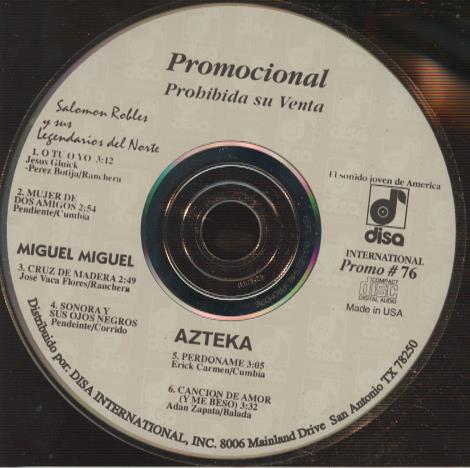 Promocional
Prohibida su Venta
Salomon Robles
y sus
Legendarios del Norte
1. O TU O YO 3:12
Jesus Gluick
-Perez Botija/Ranchera
2. MUJER DE
DOS AMIGOS 2:54
Pendiente/Cumbia
MIGUEL MIGUEL
3. CRUZ DE MADERA 2:49
José Vaca Flores/Ranchera
4. SONORA Y
SUS OJOS NEGROS
Pendeinte/Corrido
El sonido joven de America
disa
INTERNATIONAL
Promo # 76
COMPACT
disc
DIGITAL AUDIO
Made in USA
AZTEKA
5. PERDONAME 3:05
Erick Carmen/Cumbia
6. CANCION DE AMOR
(Y ME BESO) 3:32
Adan Zapata/Balada
Distribuido por: DISA INTERNATIONAL, INC. 8006 Mainland Drive San Antonio TX 78250